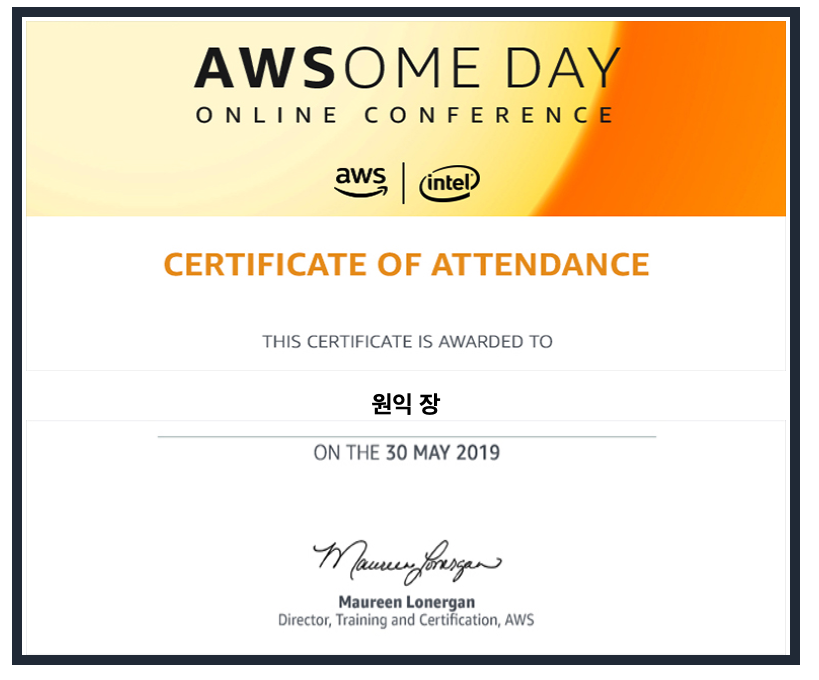 AWSOME DAY
ONLINE CONFERENCE
aws | intel
CERTIFICATE OF ATTENDANCE
THIS CERTIFICATE IS AWARDED TO
원익 장
ON THE 30 MAY 2019
Maureen Lonergan
Maureen Lonergan
Director, Training and Certification, AWS